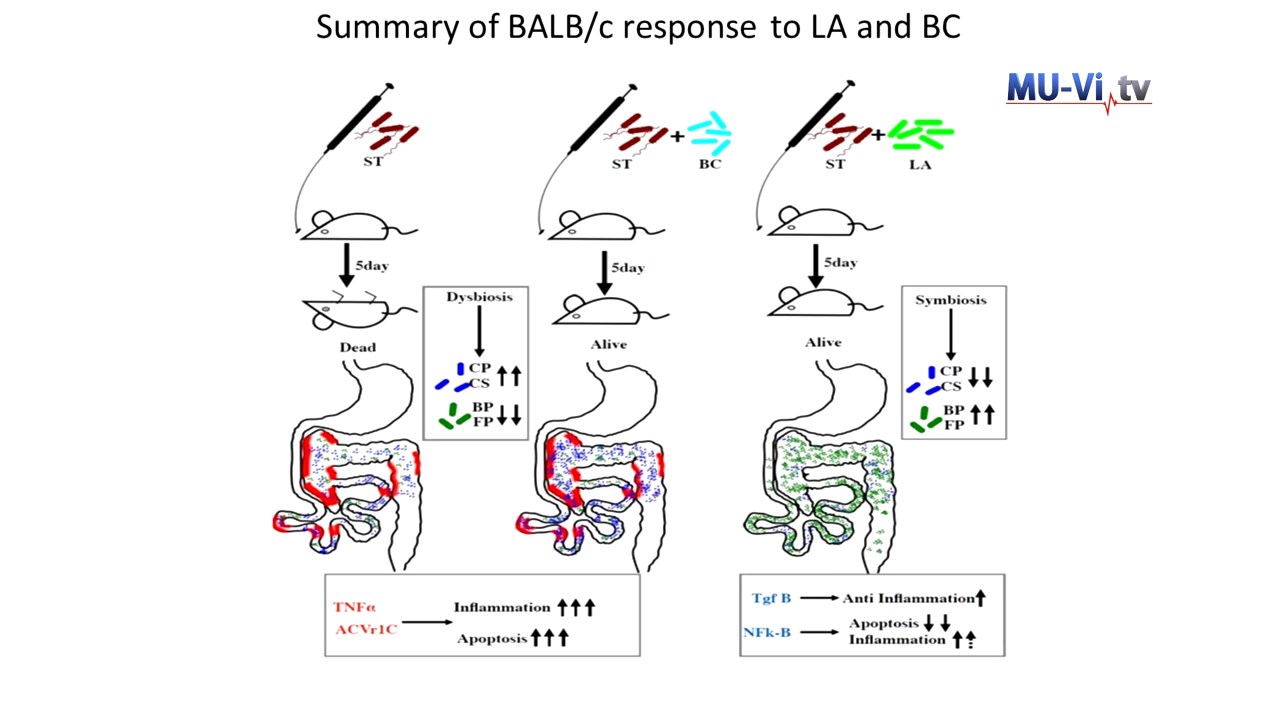 Summary of BALB/c response to LA and BC
MU-Vi tv
ST
ST + BC
ST + LA
5day
5day
5day
Dead
Alive
Alive
Dysbiosis
CP
CS
BP
FP
Symbiosis
CP
CS
BP
FP
TNFα
ACVr1C
Inflammation
Apoptosis
Tgf B
Anti Inflammation
NFk-B
Apoptosis
Inflammation